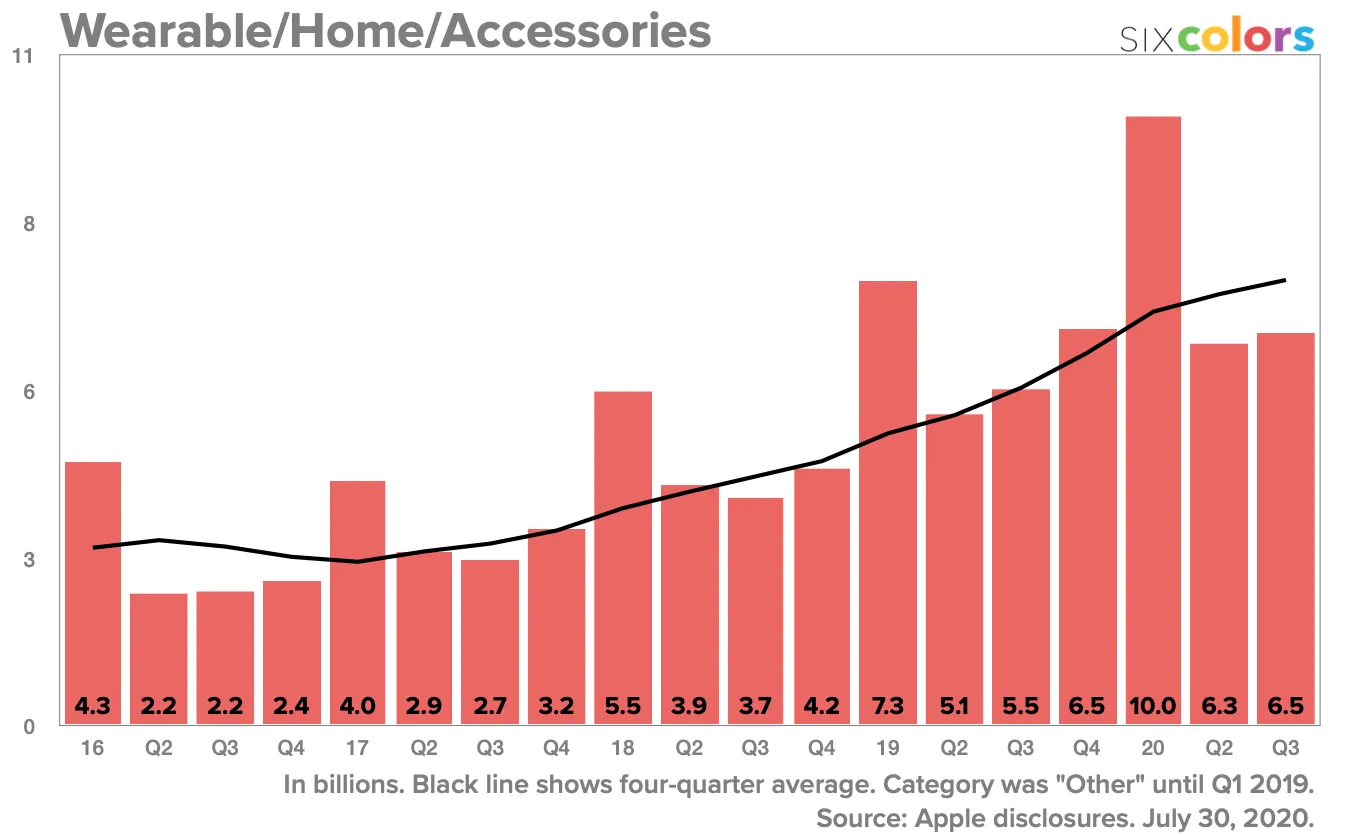 Wearable/Home/Accessories
sixcolors
11
8
6
3
0
4.3 2.2 2.2 2.4 4.0 2.9 2.7 3.2 5.5 3.9 3.7 4.2 7.3 5.1 5.5 6.5 10.0 6.3 6.5
16 Q2 Q3 Q4 17 Q2 Q3 Q4 18 Q2 Q3 Q4 19 Q2 Q3 Q4 20 Q2 Q3
In billions. Black line shows four-quarter average. Category was "Other" until Q1 2019.
Source: Apple disclosures. July 30, 2020.